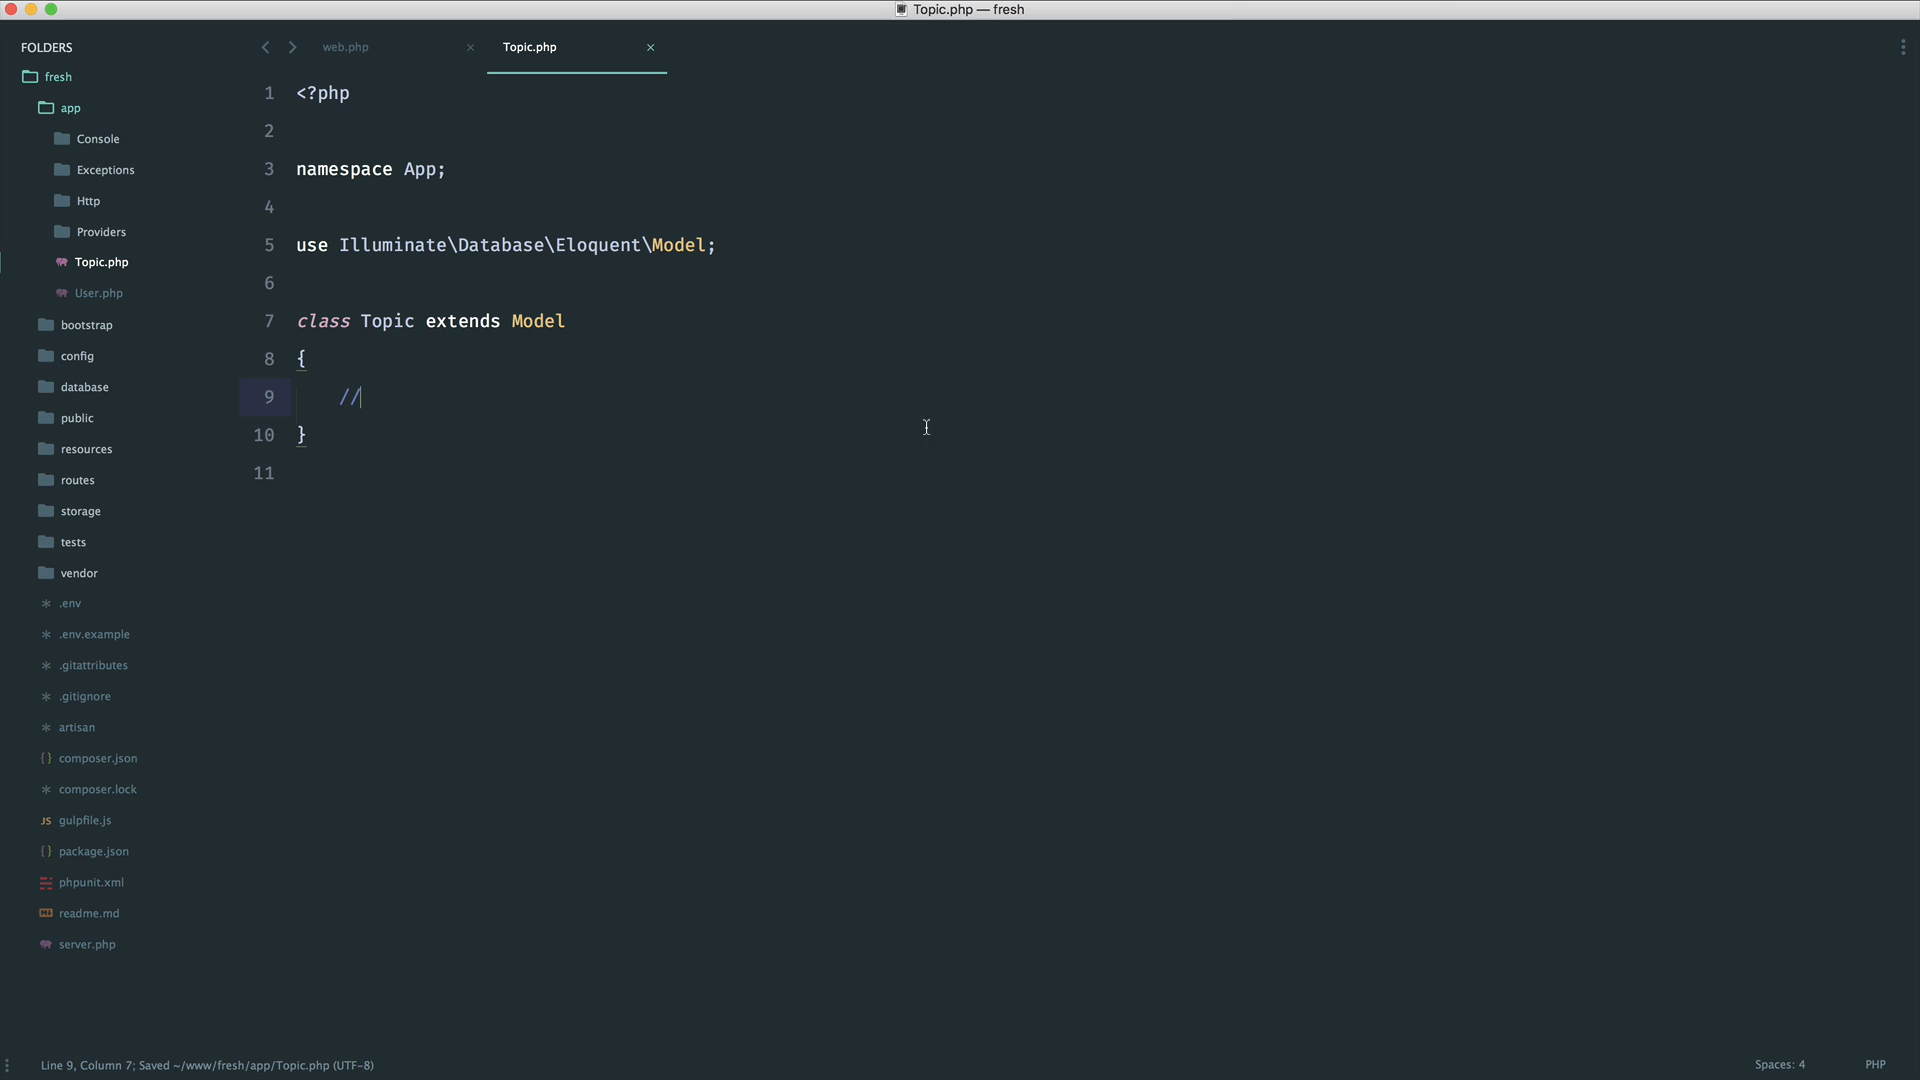 Topic.php — fresh
FOLDERS
fresh
app
Console
Exceptions
Http
Providers
Topic.php
User.php
bootstrap
config
database
public
resources
routes
storage
tests
vendor
.env
.env.example
.gitattributes
.gitignore
artisan
{ } composer.json
composer.lock
JS gulpfile.js
{ } package.json
phpunit.xml
readme.md
server.php
web.php
Topic.php
1 <?php
2
3 namespace App;
4
5 use Illuminate\Database\Eloquent\Model;
6
7 class Topic extends Model
8 {
9     //
10 }
11
Line 9, Column 7; Saved ~/www/fresh/app/Topic.php (UTF-8)
Spaces: 4
PHP